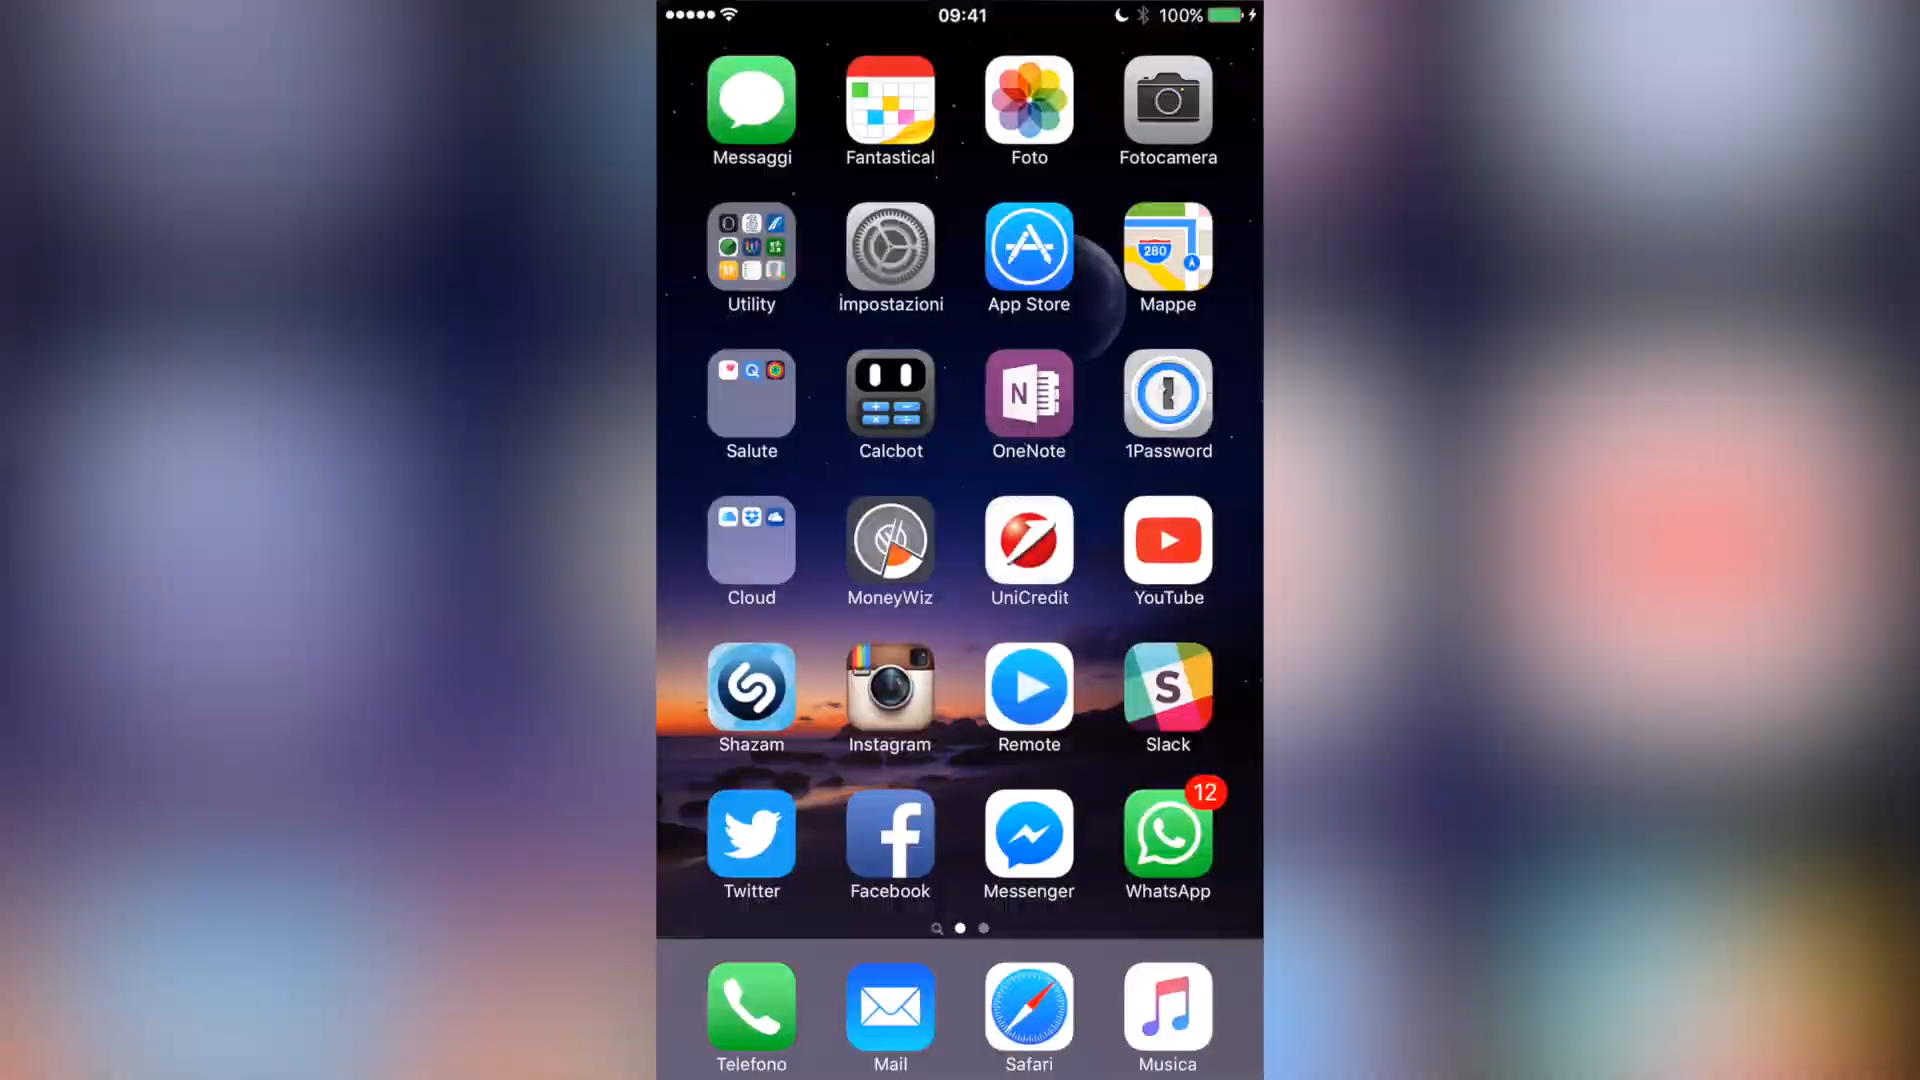 09:41 100%
Messaggi Fantastical Foto Fotocamera
280
Utility Impostazioni App Store Mappe
N
Salute Calcbot OneNote 1Password
Cloud MoneyWiz UniCredit YouTube
S
Shazam Instagram Remote Slack
12
Twitter Facebook Messenger WhatsApp
Telefono Mail Safari Musica